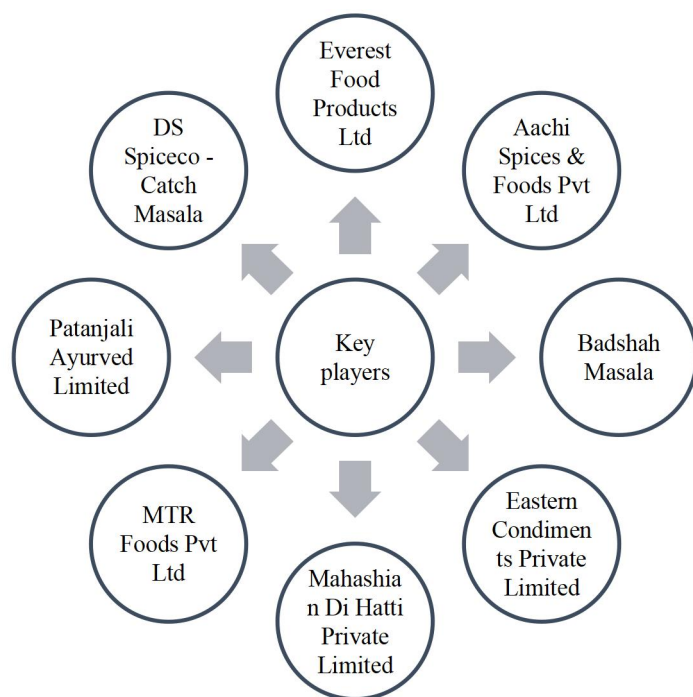 Everest
Food
Products
Ltd
Aachi
Spices &
Foods Pvt
Ltd
Badshah
Masala
Eastern
Condimen
ts Private
Limited
Mahashia
n Di Hatti
Private
Limited
MTR
Foods Pvt
Ltd
Patanjali
Ayurved
Limited
DS
Spiceco -
Catch
Masala
Key
players